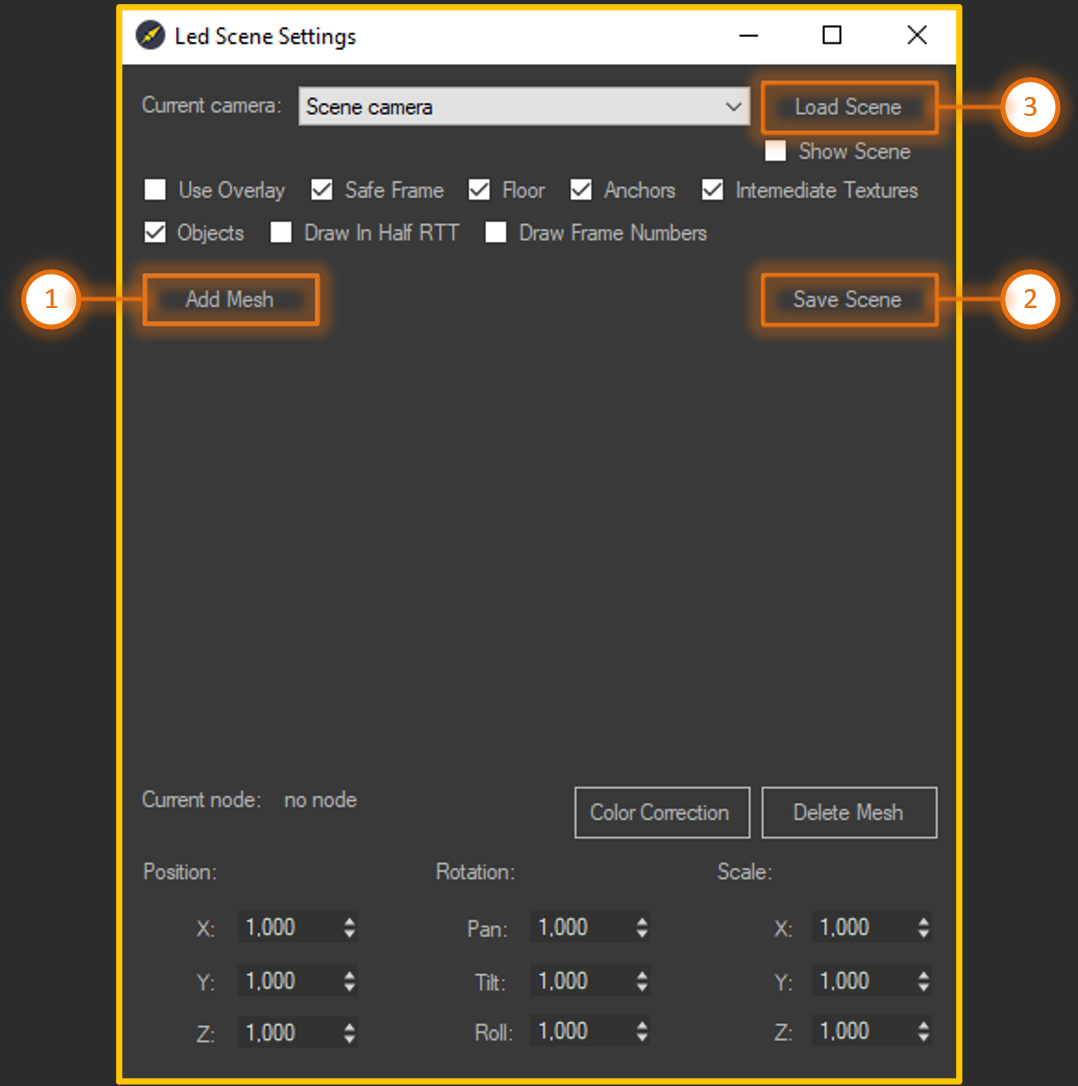 Led Scene Settings
Current camera: Scene camera Load Scene 3
Show Scene
Use Overlay Safe Frame Floor Anchors Intemediate Textures
Objects Draw In Half RTT Draw Frame Numbers
1 Add Mesh Save Scene 2
Current node: no node Color Correction Delete Mesh
Position: Rotation: Scale:
X: 1,000 Pan: 1,000 X: 1,000
Y: 1,000 Tilt: 1,000 Y: 1,000
Z: 1,000 Roll: 1,000 Z: 1,000